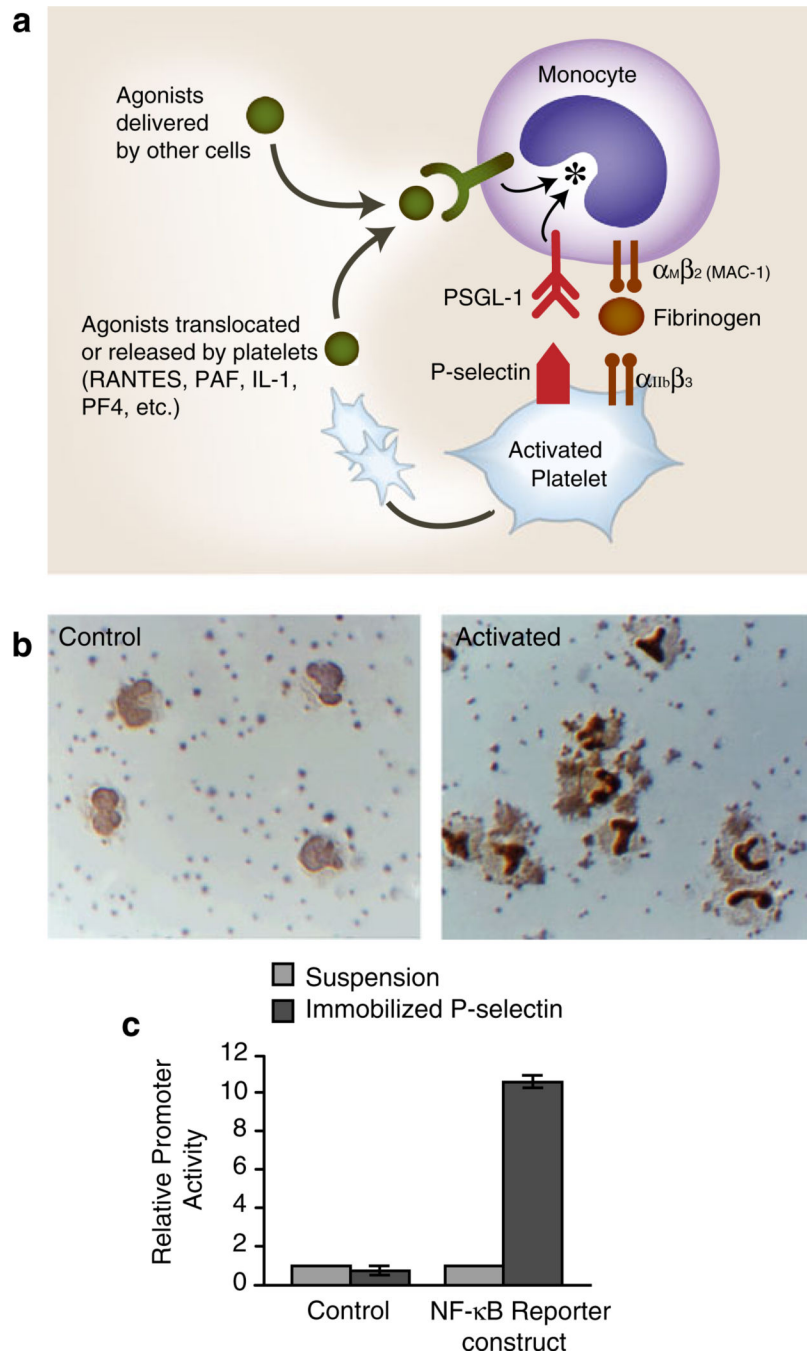 a
Agonists
delivered
by other cells
Monocyte
*
PSGL-1
αMβ2 (MAC-1)
Fibrinogen
Agonists translocated
or released by platelets
(RANTES, PAF, IL-1,
PF4, etc.)
P-selectin
αIIbβ3
Activated
Platelet
b
Control
Activated
Suspension
Immobilized P-selectin
c
Relative Promoter
Activity
12
10
8
6
4
2
0
Control
NF-κB Reporter
construct